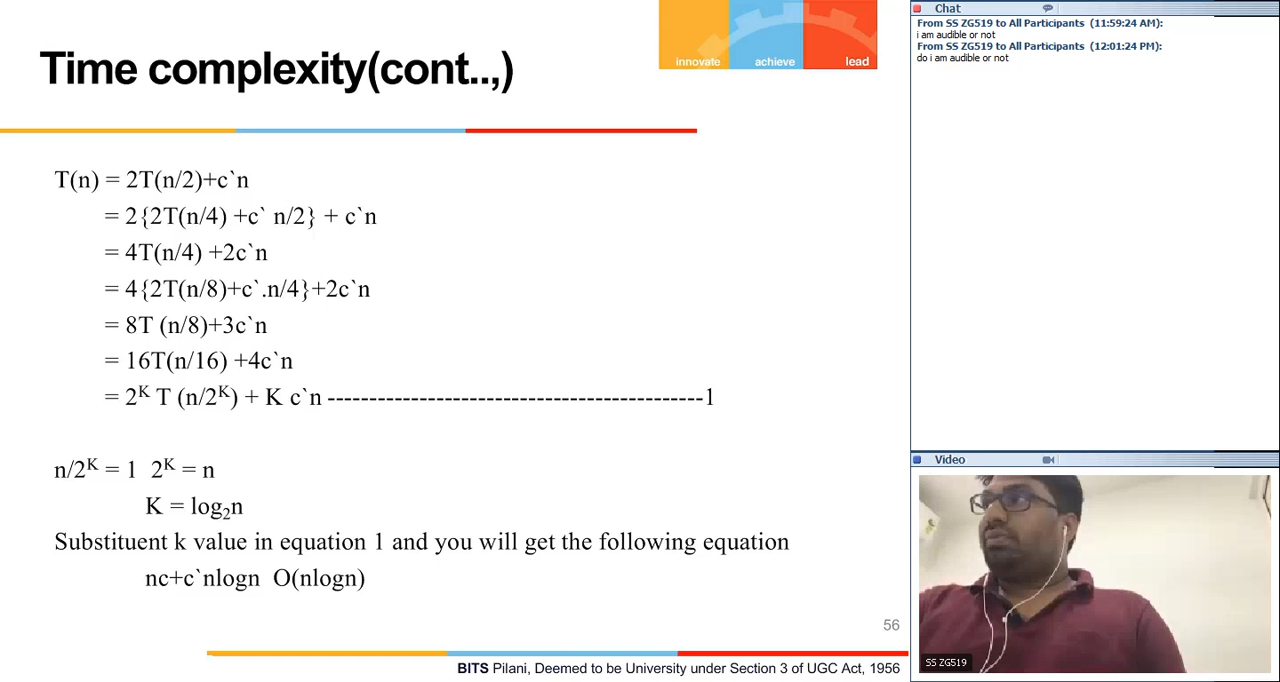 Time complexity(cont..,)
innovate achieve lead
T(n) = 2T(n/2)+c`n
= 2{2T(n/4) +c` n/2} + c`n
= 4T(n/4) +2c`n
= 4{2T(n/8)+c`.n/4}+2c`n
= 8T (n/8)+3c`n
= 16T(n/16) +4c`n
= 2ᴷ T (n/2ᴷ) + K c`n ---------------------------------------------1
n/2ᴷ = 1 2ᴷ = n
K = log₂n
Substituent k value in equation 1 and you will get the following equation
nc+c`nlogn O(nlogn)
56
BITS Pilani, Deemed to be University under Section 3 of UGC Act, 1956
Chat
From SS ZG519 to All Participants (11:59:24 AM):
i am audible or not
From SS ZG519 to All Participants (12:01:24 PM):
do i am audible or not
Video
SS ZG519